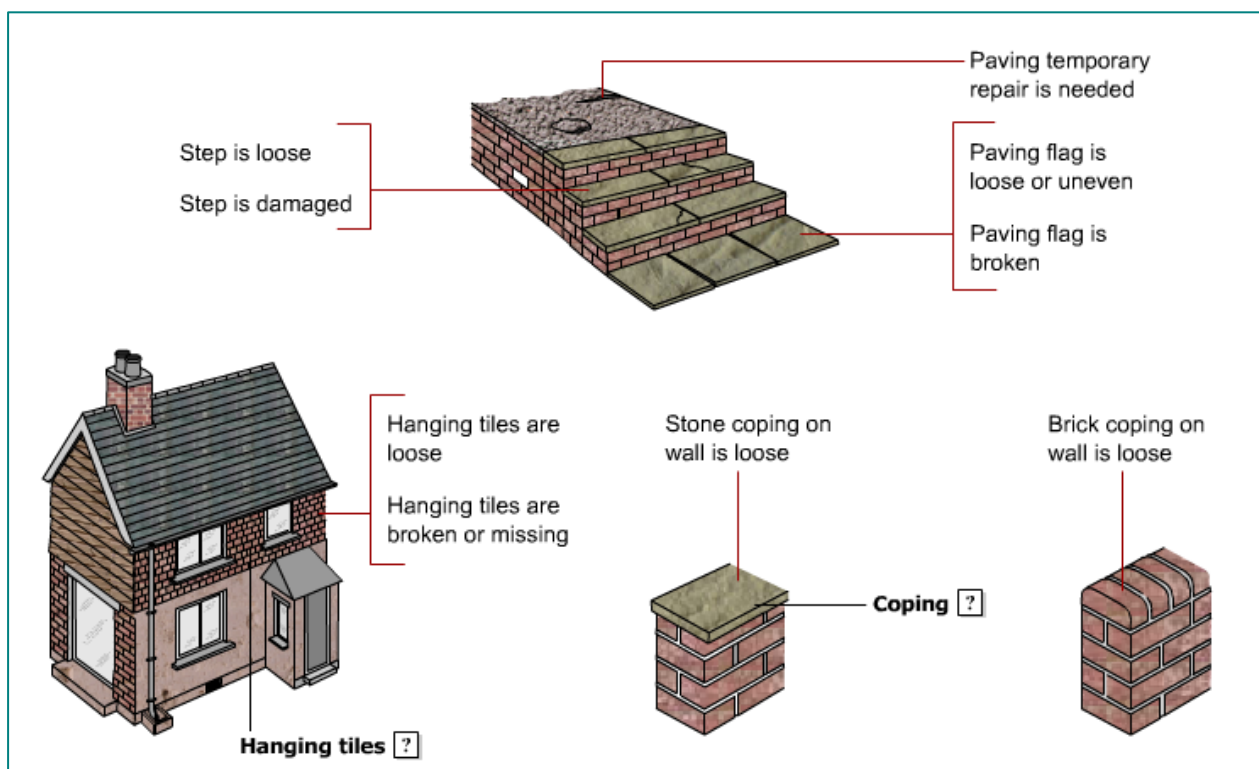 Paving temporary
repair is needed
Step is loose
Step is damaged
Paving flag is
loose or uneven
Paving flag is
broken
Hanging tiles are
loose
Hanging tiles are
broken or missing
Stone coping on
wall is loose
Brick coping on
wall is loose
Coping ?
Hanging tiles ?